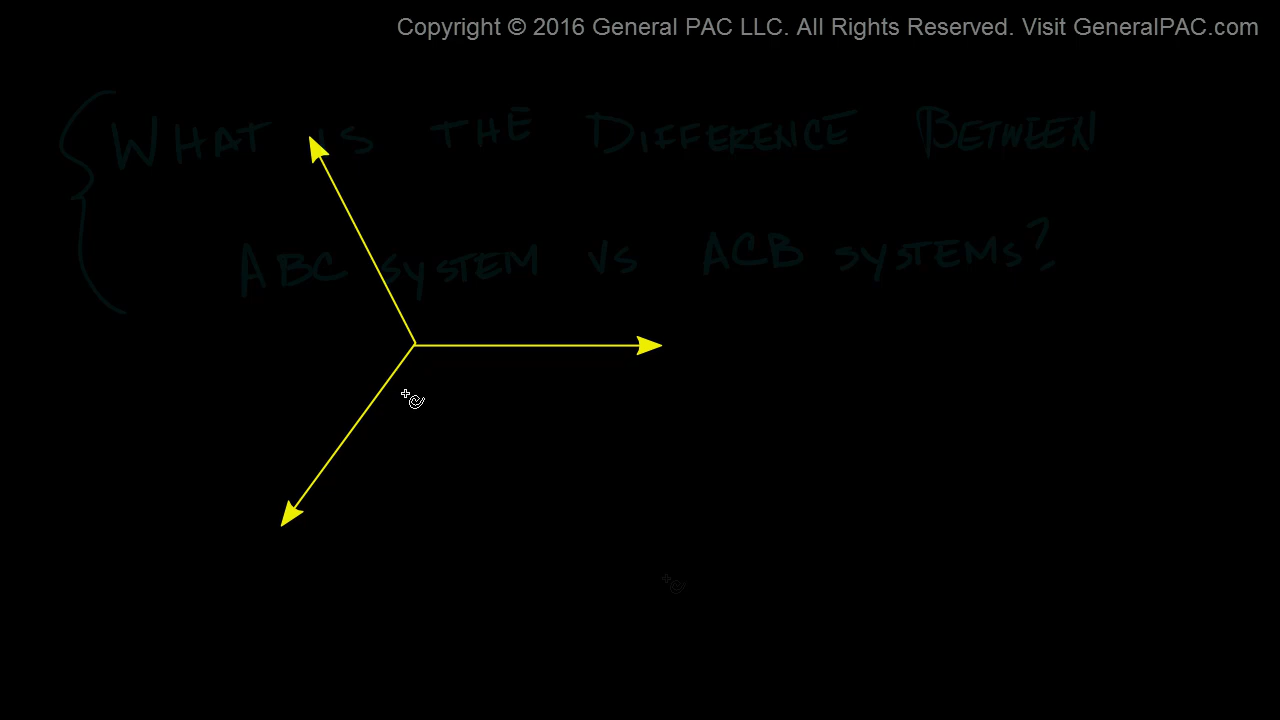 Copyright © 2016 General PAC LLC. All Rights Reserved. Visit GeneralPAC.com
WHAT IS THE DIFFERENCE BETWEEN
ABC SYSTEM VS ACB SYSTEMS?